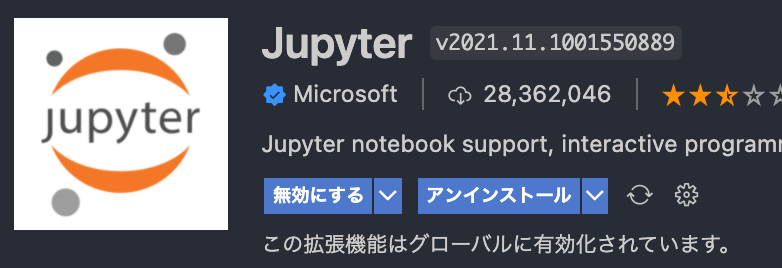 jupyter
Jupyter v2021.11.1001550889
Microsoft 28,362,046
Jupyter notebook support, interactive
無効にする アンインストール
この拡張機能はグローバルに有効化されています。